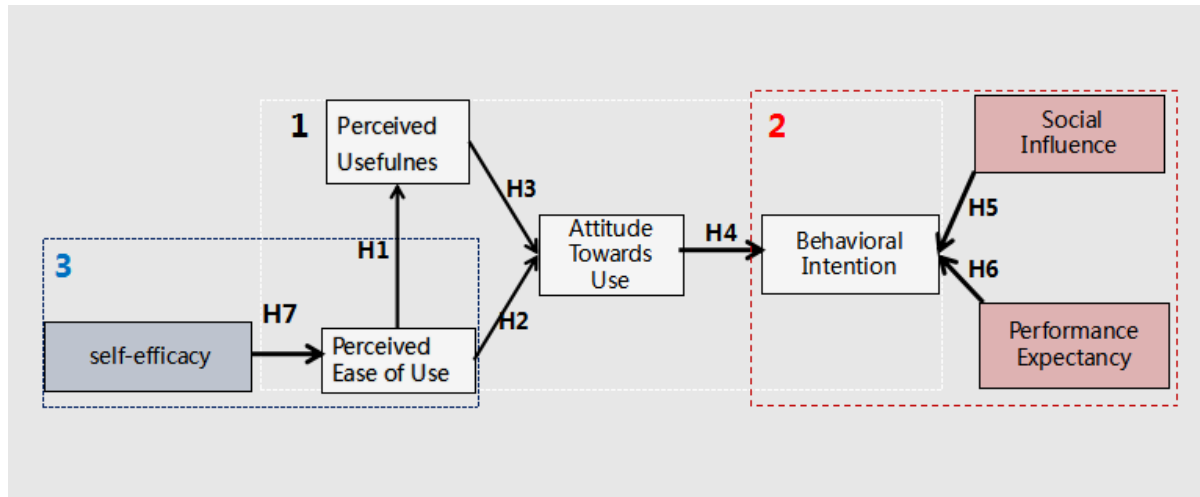 1
Perceived
Usefulnes
2
Social
Influence
H3
H5
Attitude
Towards
Use
H4
Behavioral
Intention
H1
3
H6
H7
H2
self-efficacy
Perceived
Ease of Use
Performance
Expectancy